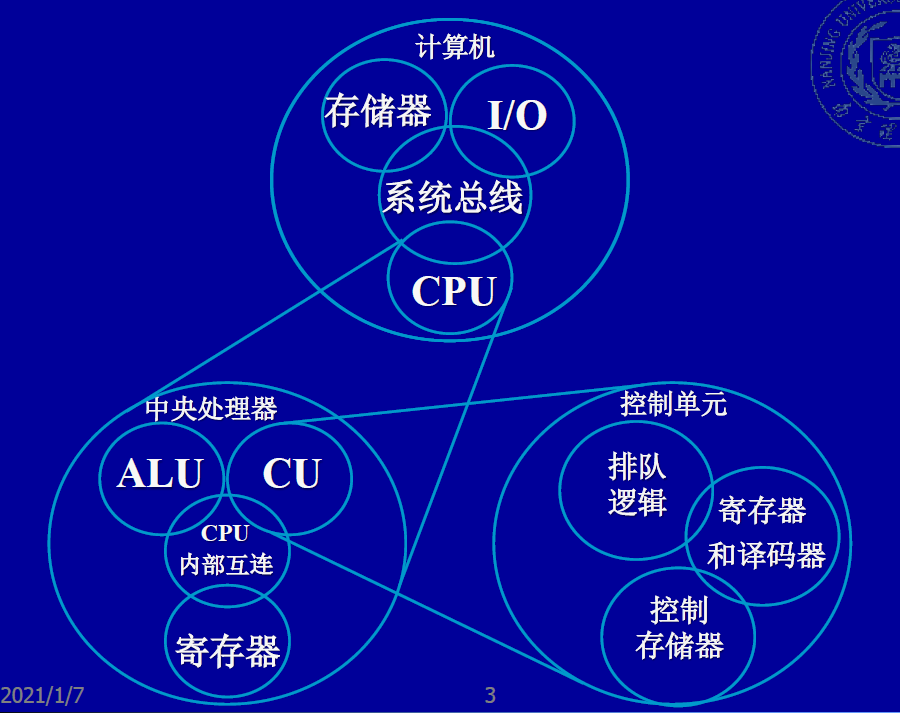 计算机
存储器
I/O
系统总线
CPU
中央处理器
ALU
CU
CPU
内部互连
寄存器
控制单元
排队
逻辑
寄存器
和译码器
控制
存储器
2021/1/7
3